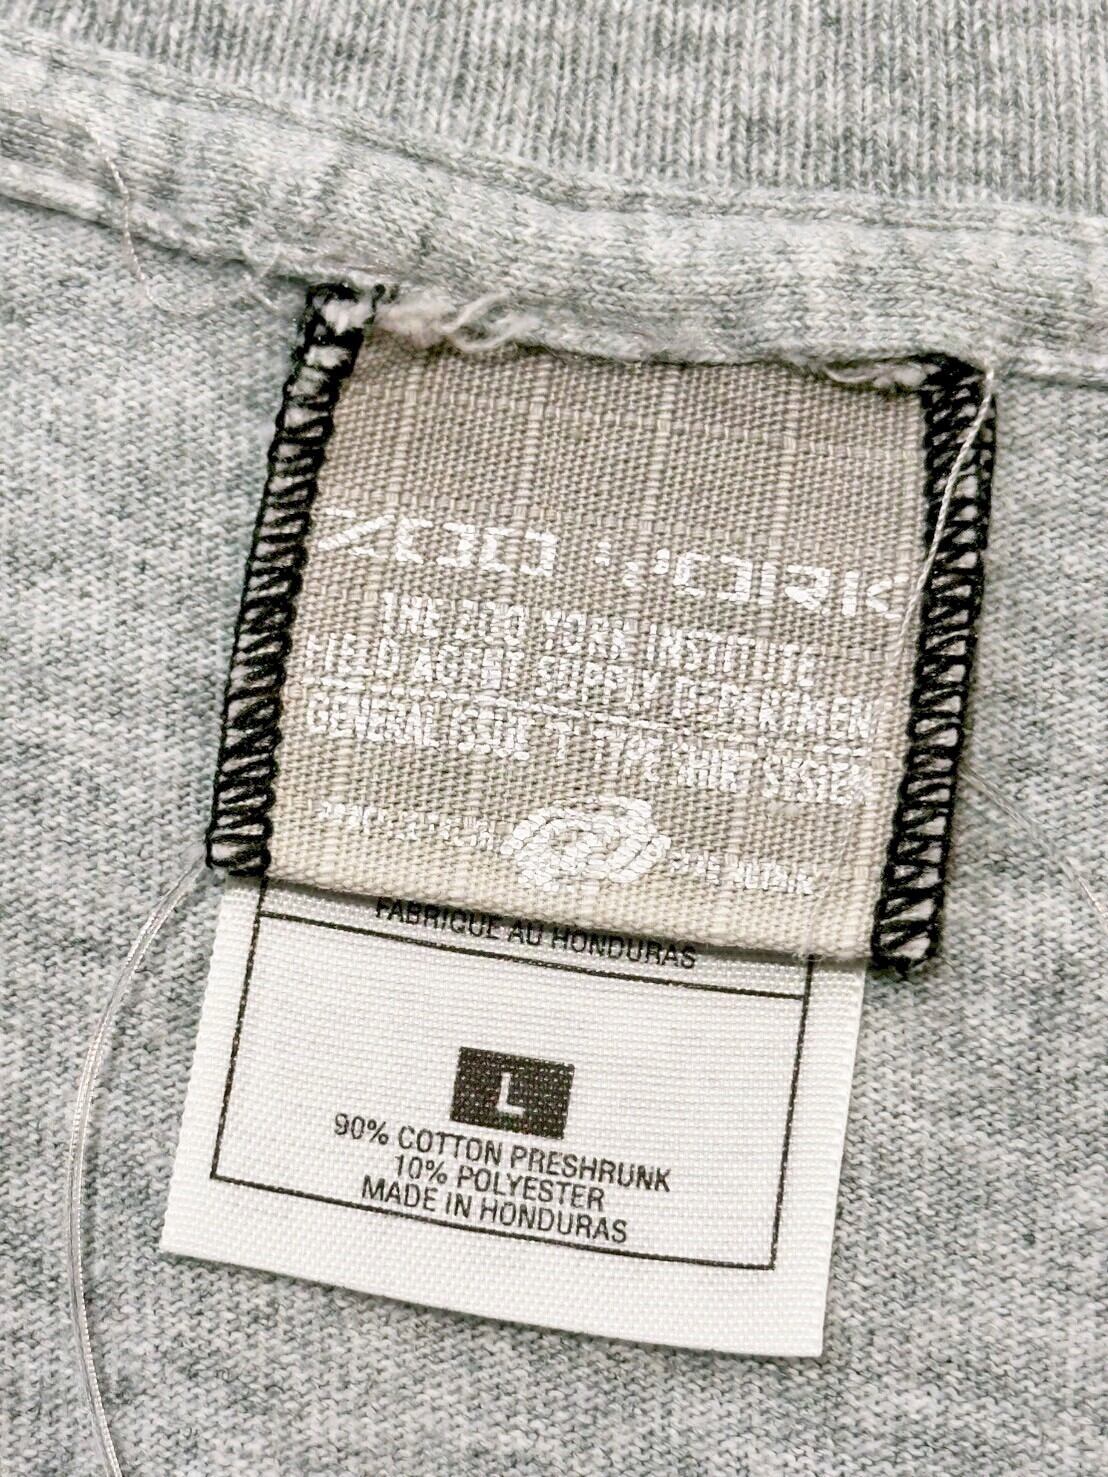 ZOO YORK
THE ZOO YORK INSTITUTE
FIELD AGENT SUPPLY DEPARTMENT
GENERAL ISSUE "T" TYPE SHIRT SYSTEM
FABRIQUE AU HONDURAS
L
90% COTTON PRESHRUNK
10% POLYESTER
MADE IN HONDURAS